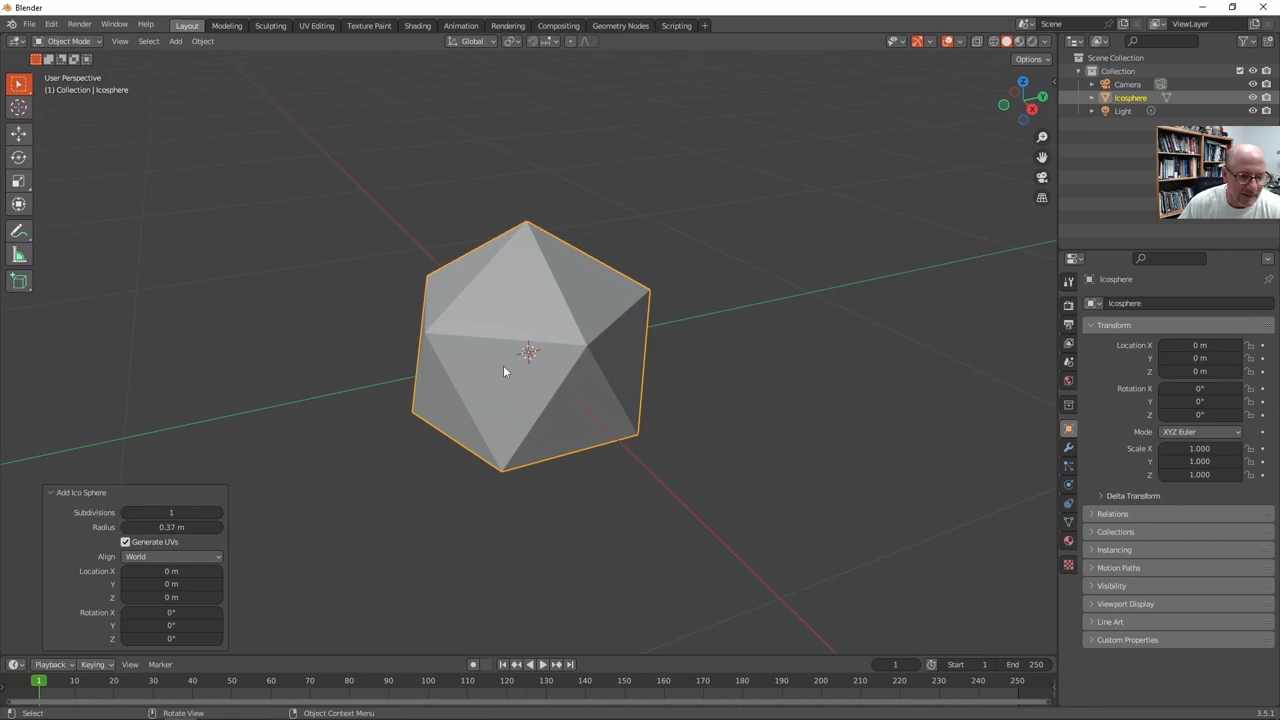 Blender
File Edit Render Window Help Layout Modeling Sculpting UV Editing Texture Paint Shading Animation Rendering Compositing Geometry Nodes Scripting + Scene ViewLayer
Object Mode View Select Add Object Global
Options
User Perspective
(1) Collection | Icosphere
Z
Y
X
Scene Collection
Collection
Camera
Icosphere
Light
Icosphere
Icosphere
Transform
Location X 0 m
Y 0 m
Z 0 m
Rotation X 0°
Y 0°
Z 0°
Mode XYZ Euler
Scale X 1.000
Y 1.000
Z 1.000
Delta Transform
Relations
Collections
Instancing
Motion Paths
Visibility
Viewport Display
Line Art
Custom Properties
Add Ico Sphere
Subdivisions 1
Radius 0.37 m
Generate UVs
Align World
Location X 0 m
Y 0 m
Z 0 m
Rotation X 0°
Y 0°
Z 0°
Playback Keying View Marker 1 Start 1 End 250
1 10 20 30 40 50 60 70 80 90 100 110 120 130 140 150 160 170 180 190 200 210 220 230 240 250
Select Rotate View Object Context Menu 3.5.1